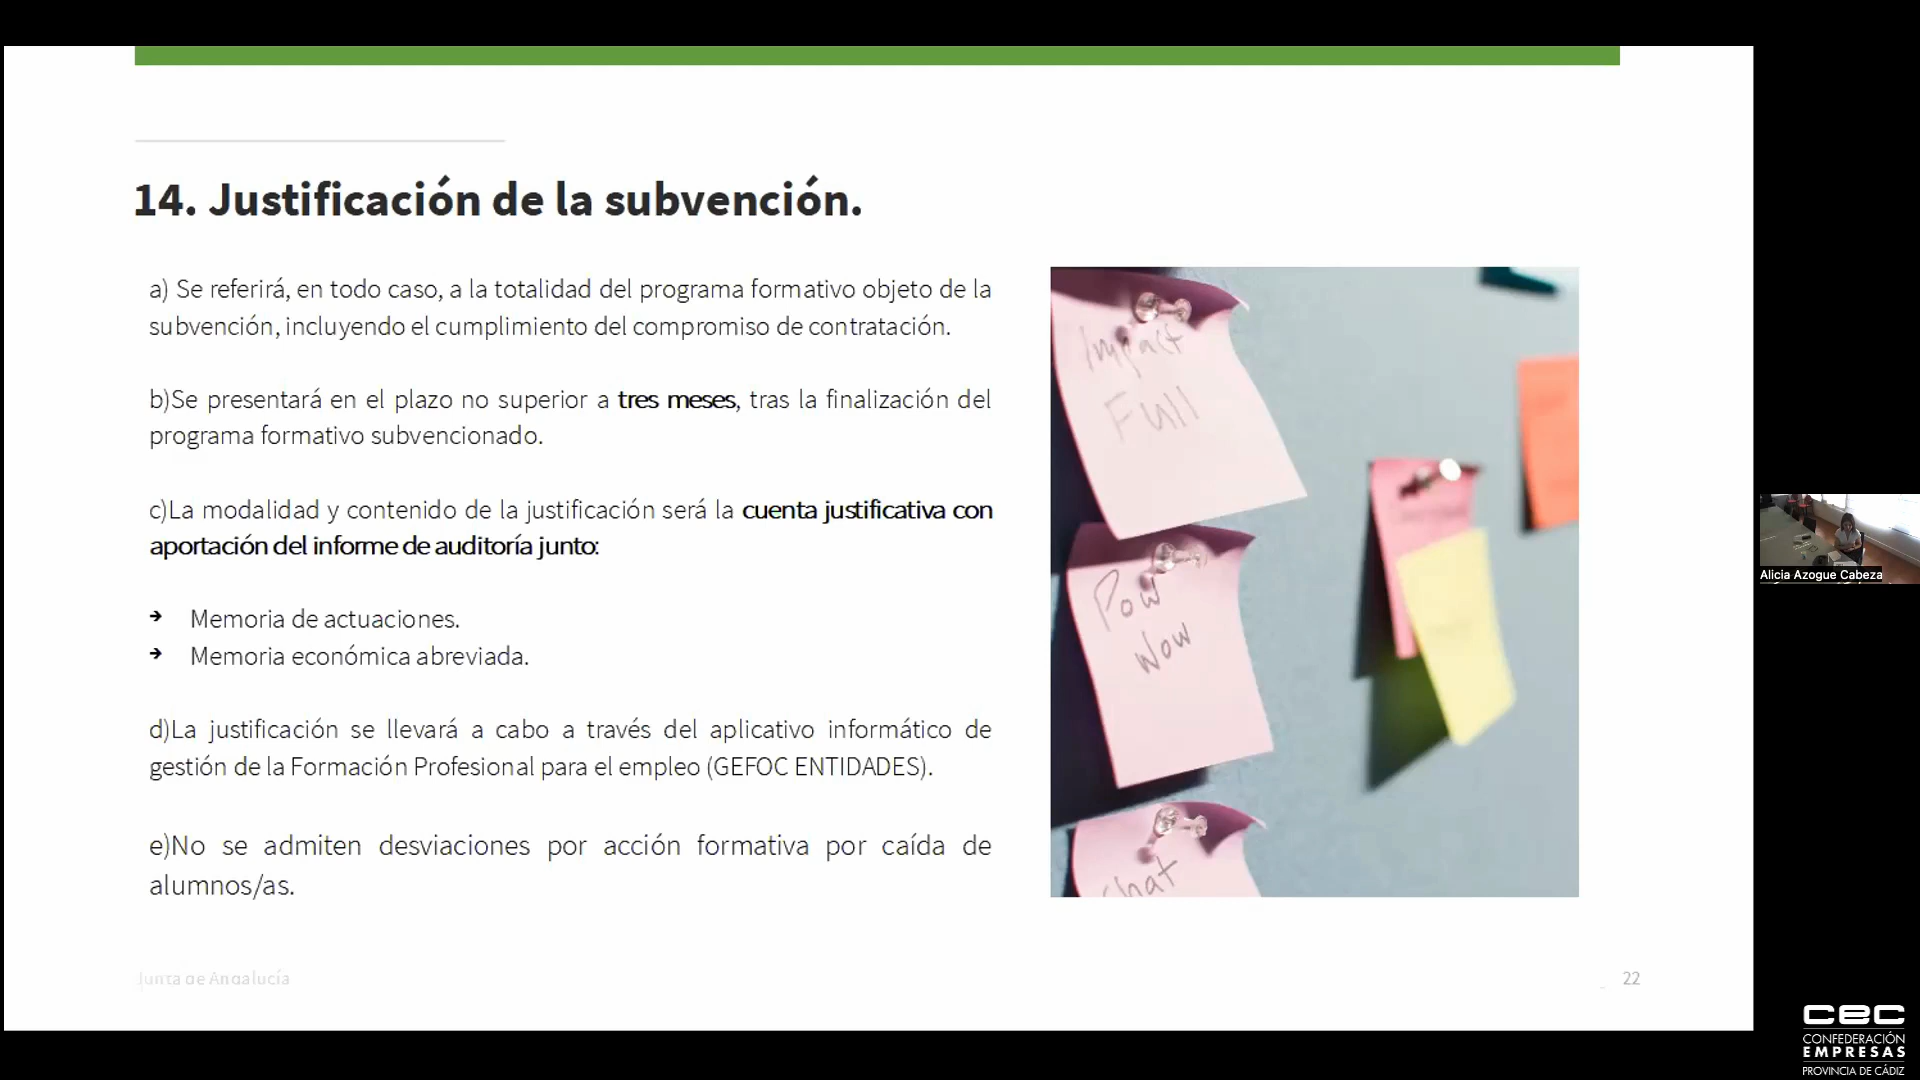 14. Justificación de la subvención.
a) Se referirá, en todo caso, a la totalidad del programa formativo objeto de la
subvención, incluyendo el cumplimiento del compromiso de contratación.
b)Se presentará en el plazo no superior a tres meses, tras la finalización del
programa formativo subvencionado.
c)La modalidad y contenido de la justificación será la cuenta justificativa con
aportación del informe de auditoría junto:
➔ Memoria de actuaciones.
➔ Memoria económica abreviada.
d)La justificación se llevará a cabo a través del aplicativo informático de
gestión de la Formación Profesional para el empleo (GEFOC ENTIDADES).
e)No se admiten desviaciones por acción formativa por caída de
alumnos/as.
Impact
Full
Pow
Wow
Chat
Junta de Andalucía
22
Alicia Azogue Cabeza
cec
CONFEDERACIÓN
EMPRESAS
PROVINCIA DE CÁDIZ